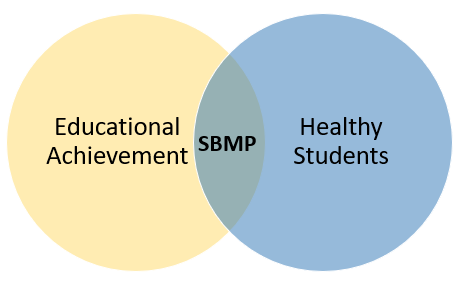 Educational
Achievement
SBMP
Healthy
Students